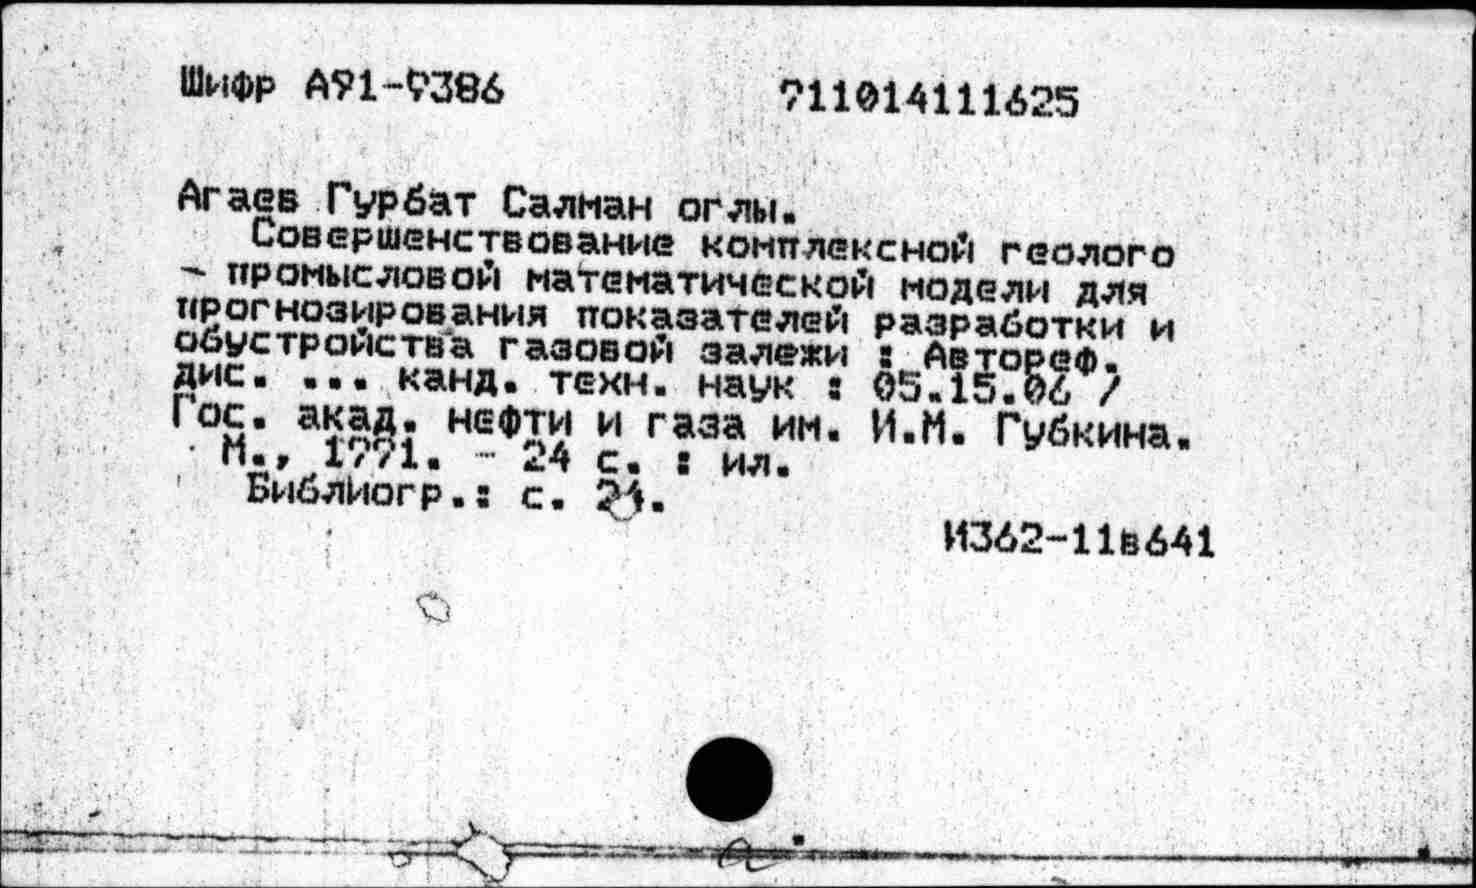 Шифр А91-9386 911014111625
Агаев Гурбат Салман оглы.
Совершенствование комплексной геолого
- промысловой математической модели для
прогнозирования показателей разработки и
обустройства газовой залежи : Автореф.
дис. ... канд. техн. наук : 05.15.06 /
Гос. акад. нефти и газа им. И.М. Губкина.
М., 1991. - 24 с. : ил.
Библиогр.: с. 24.
И362-11в641